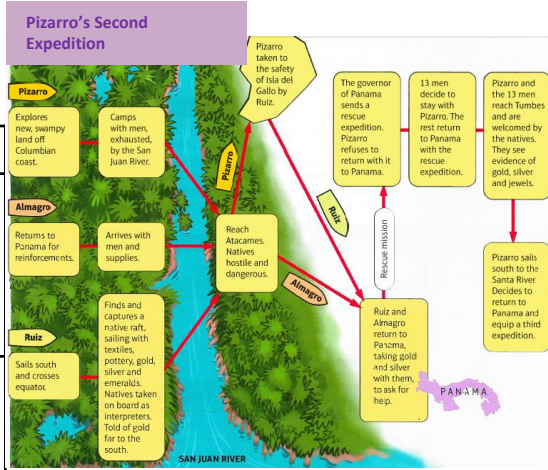 Pizarro's Second
Expedition
Pizarro
Explores
new, swampy
land off
Columbian
coast.
Camps
with men,
exhausted,
by the San
Juan River.
Almagro
Returns to
Panama for
reinforcements.
Arrives with
men and
supplies.
Ruiz
Sails south
and crosses
equator.
Finds and
captures a
native raft,
sailing with
textiles,
pottery, gold,
silver and
emeralds.
Natives taken
on board as
interpreters.
Told of gold
far to the
south.
Reach
Atacames.
Natives
hostile and
dangerous.
Pizarro
Pizarro
taken to
the safety
of Isla del
Gallo by
Ruiz.
Ruiz
Almagro
Ruiz and
Almagro
return to
Panama,
taking gold
and silver
with them,
to ask for
help.
Rescue mission
The governor
of Panama
sends a
rescue
expedition.
Pizarro
refuses to
return with it
to Panama.
13 men
decide to
stay with
Pizarro. The
rest return
to Panama
with the
rescue
expedition.
Pizarro and
the 13 men
reach Tumbes
and are
welcomed by
the natives.
They see
evidence of
gold, silver
and jewels.
Pizarro sails
south to the
Santa River
Decides to
return to
Panama and
equip a third
expedition.
PANAMA
SAN JUAN RIVER